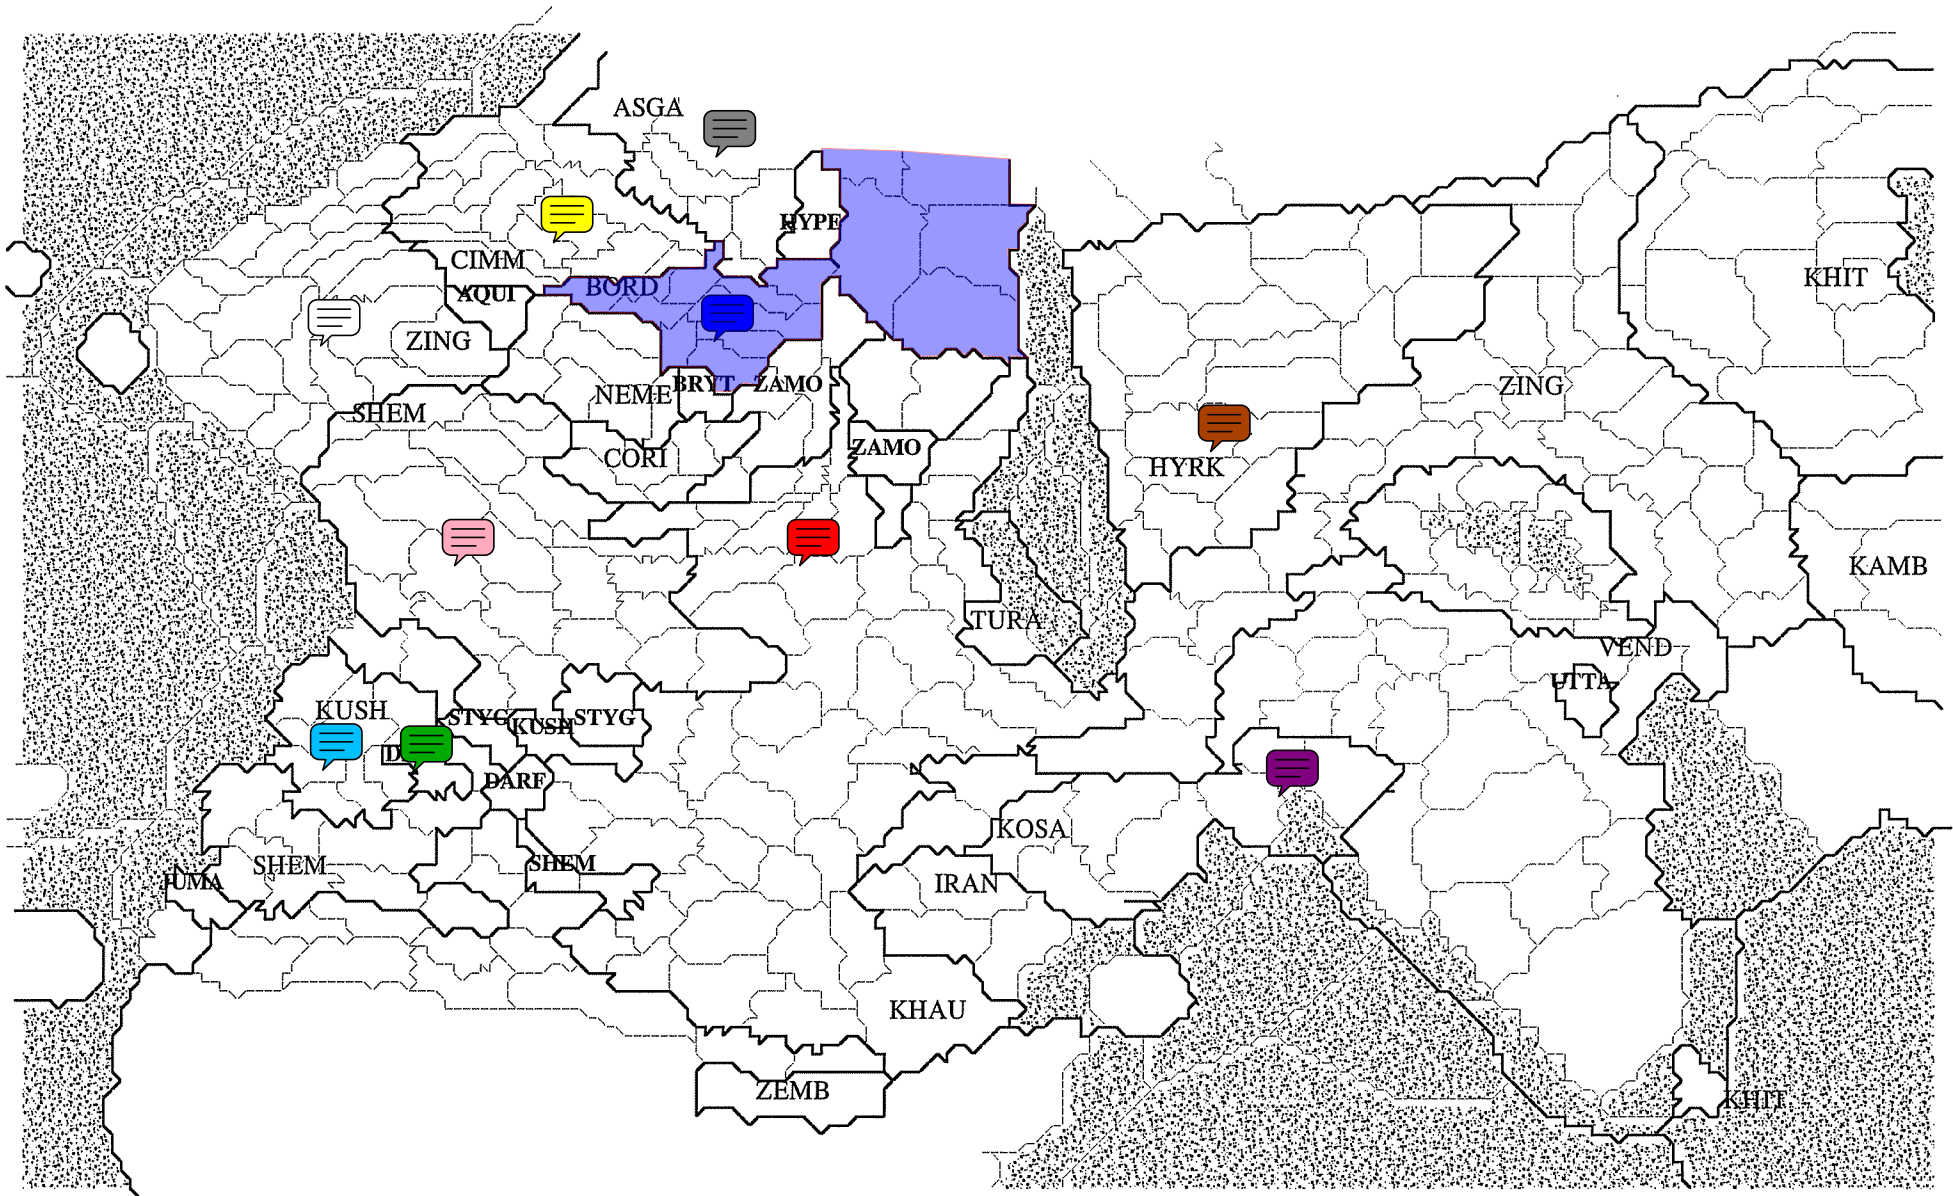 ASGA
HYPE
CIMM
KHIT
BORD
AQUI
ZING
BRYT
ZAMO
ZING
NEME
SHEM
ZAMO
CORI
HYRK
KAMB
TURA
VEND
UTTA
KUSH
STYG
KUSH
STYG
D
DARF
KOSA
SHEM
SHEM
IUMA
IRAN
KHAU
ZEMB
KHIT